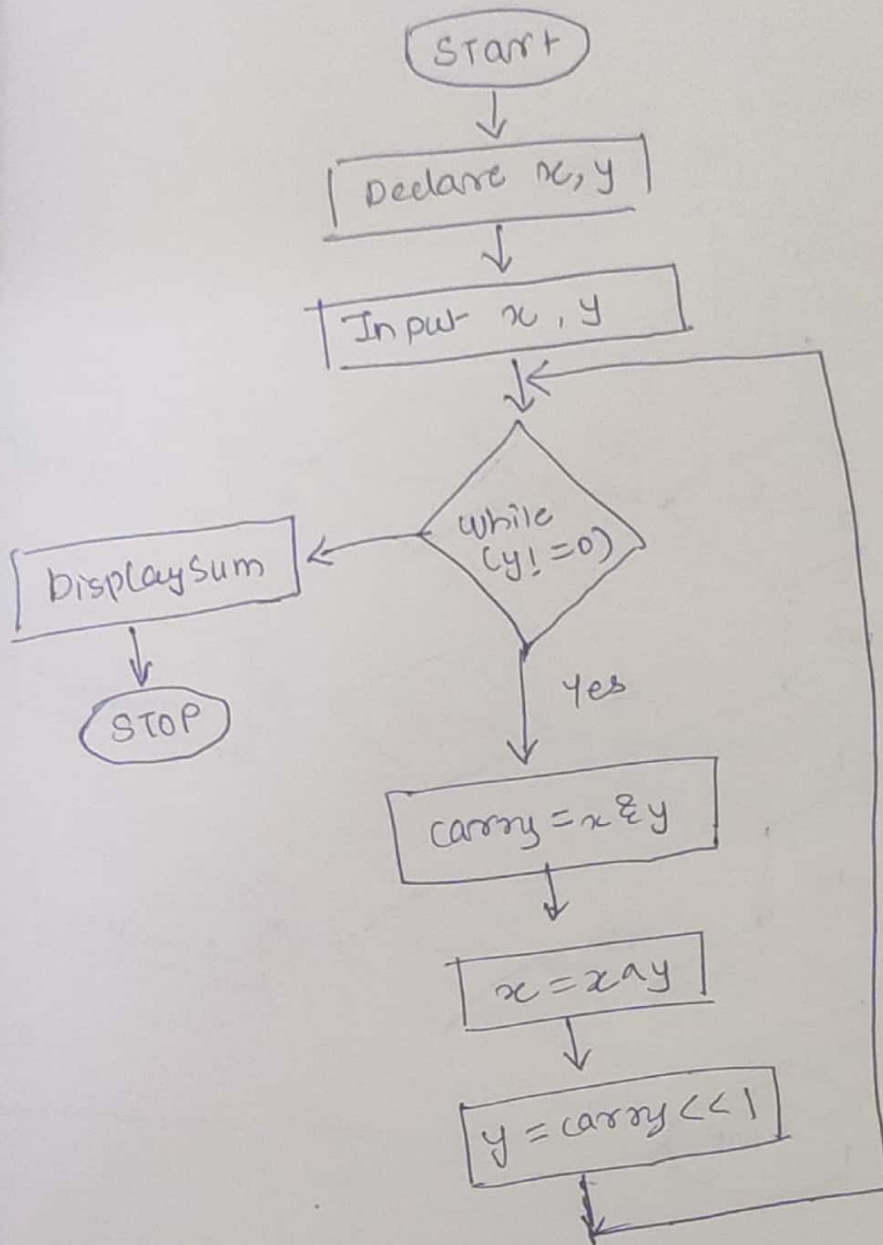 Start
Declare x, y
Input x, y
while
(y!=0)
Display sum
STOP
Yes
carry = x & y
x = x ^ y
y = carry << 1